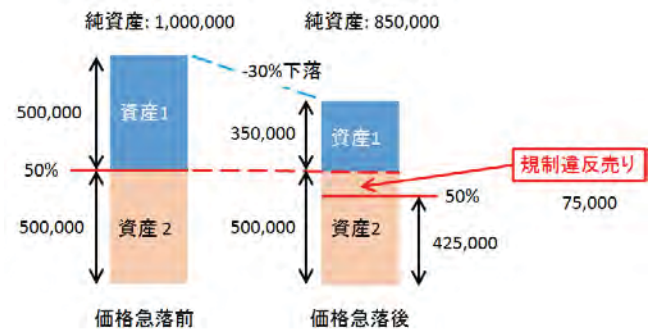 純資産: 1,000,000
純資産: 850,000
-30%下落
500,000
資産1
350,000
資産1
50%
規制違反売り
50%
75,000
500,000
資産 2
500,000
資産2
425,000
価格急落前
価格急落後